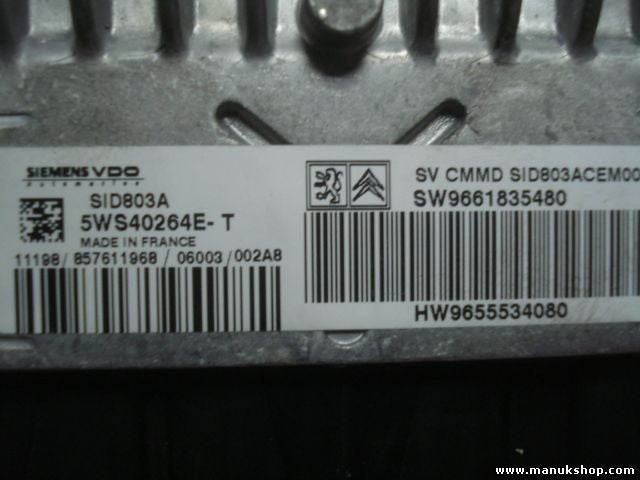 SIEMENS VDO
Automotive
SID803A
5WS40264E-T
MADE IN FRANCE
11198/857611968/06003/002A8
SV CMMD SID803ACEM00
SW9661835480
HW9655534080
www.manukshop.com